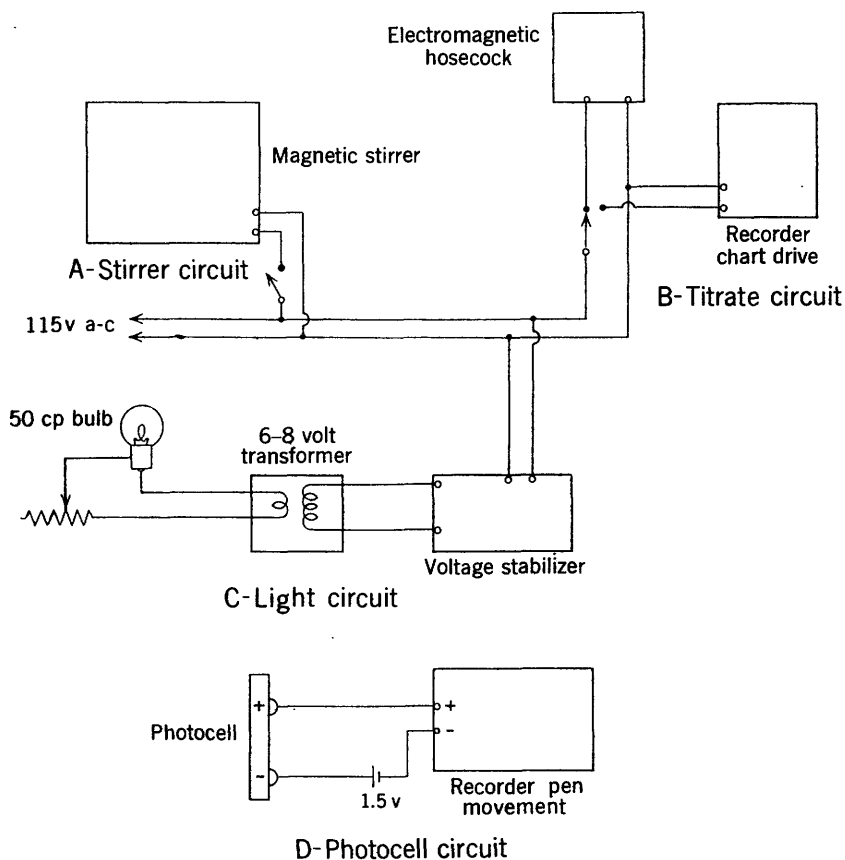 Electromagnetic
hosecock
Magnetic stirrer
Recorder
chart drive
A-Stirrer circuit
B-Titrate circuit
115v a-c
50 cp bulb
6-8 volt
transformer
Voltage stabilizer
C-Light circuit
+
+
Photocell
-
-
1.5 v
Recorder pen
movement
D-Photocell circuit